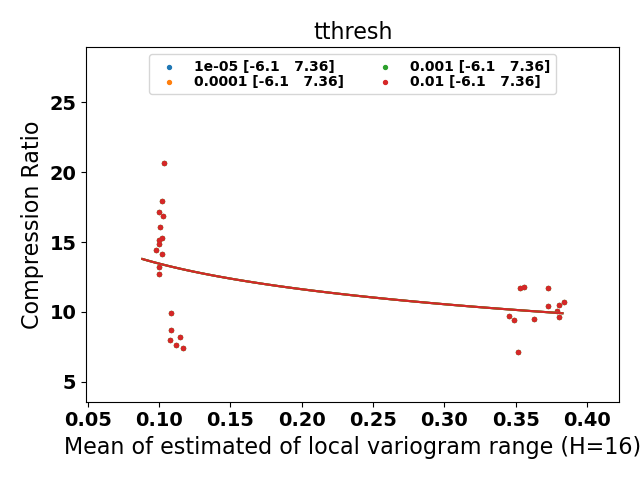 tthresh
1e-05 [-6.1   7.36]
0.0001 [-6.1   7.36]
0.001 [-6.1   7.36]
0.01 [-6.1   7.36]
Compression Ratio
25
20
15
10
5
0.05 0.10 0.15 0.20 0.25 0.30 0.35 0.40
Mean of estimated of local variogram range (H=16)